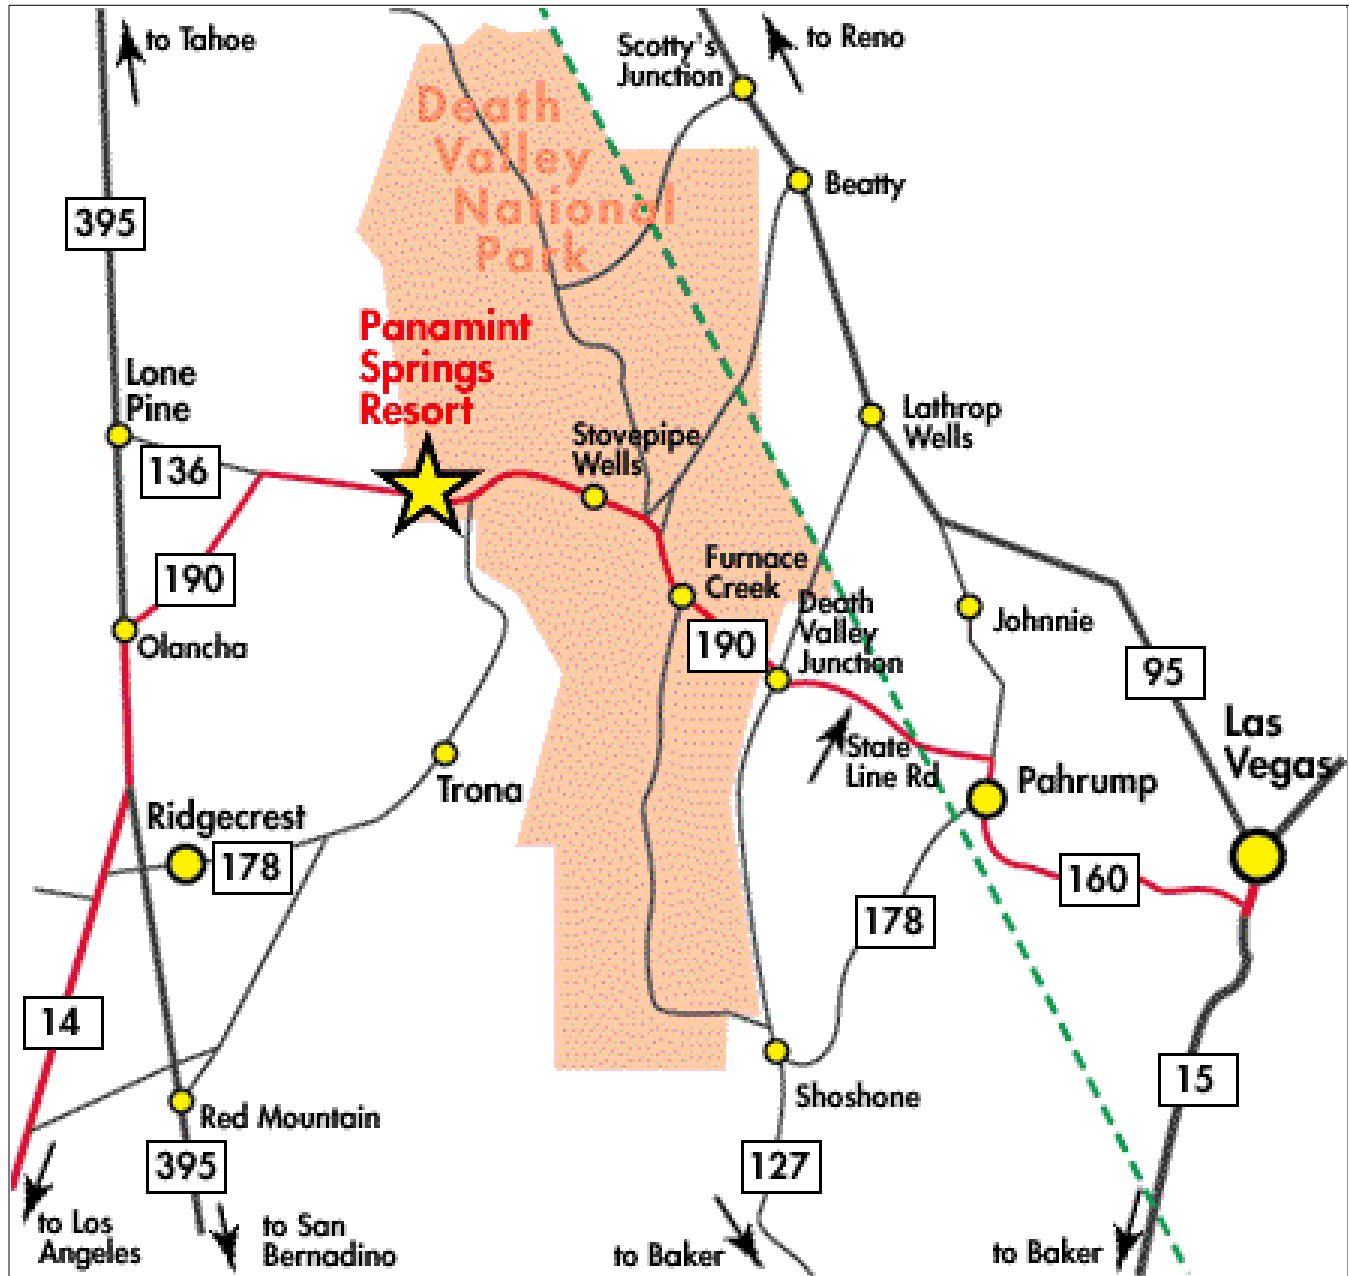 to Tahoe
Scotty's
Junction
to Reno
Death
Valley
National
Park
Beatty
395
Panamint
Springs
Resort
Lone
Pine
136
Stovepipe
Wells
Lathrop
Wells
190
Furnace
Creek
Death
Valley
Junction
190
Johnnie
Olancha
95
Las
Vegas
State
Line Rd
Pahrump
Trona
Ridgecrest
178
160
178
14
15
Shoshone
Red Mountain
395
127
to Los
Angeles
to San
Bernadino
to Baker
to Baker